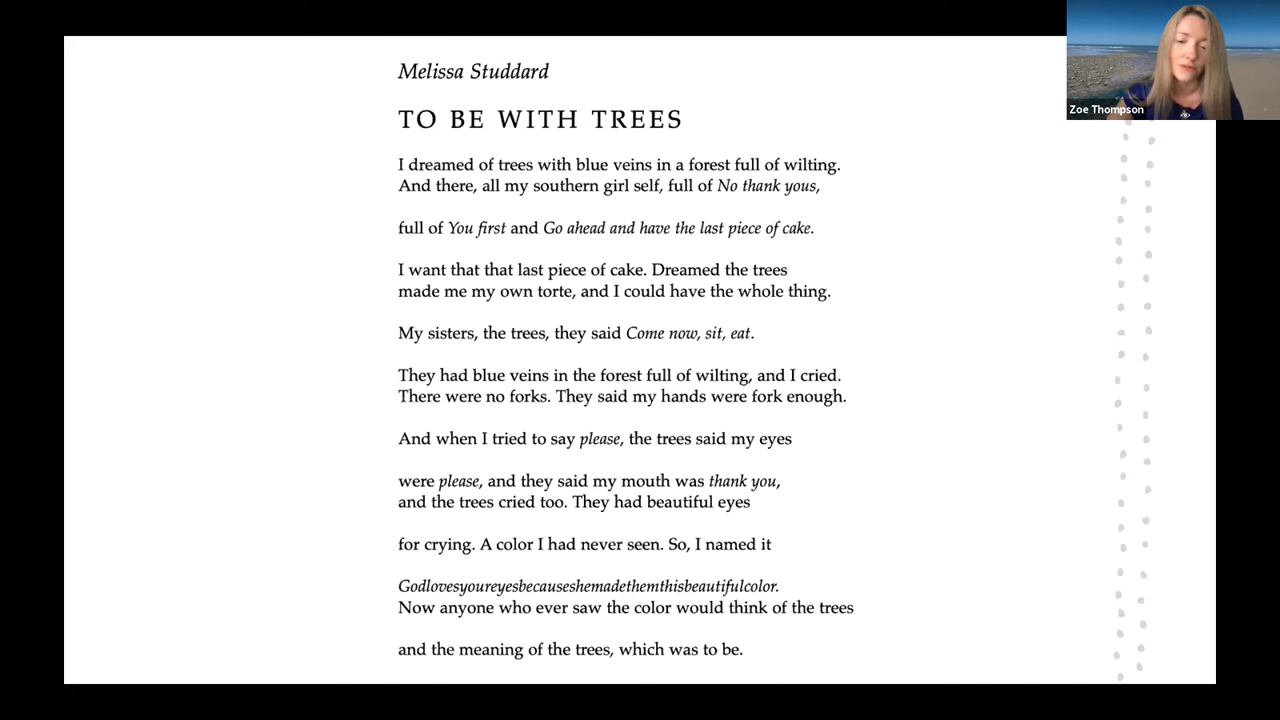 Melissa Studdard
TO BE WITH TREES
I dreamed of trees with blue veins in a forest full of wilting.
And there, all my southern girl self, full of No thank yous,
full of You first and Go ahead and have the last piece of cake.
I want that that last piece of cake. Dreamed the trees
made me my own torte, and I could have the whole thing.
My sisters, the trees, they said Come now, sit, eat.
They had blue veins in the forest full of wilting, and I cried.
There were no forks. They said my hands were fork enough.
And when I tried to say please, the trees said my eyes
were please, and they said my mouth was thank you,
and the trees cried too. They had beautiful eyes
for crying. A color I had never seen. So, I named it
Godlovesyoureyesbecauseshemadethemthisbeautifulcolor.
Now anyone who ever saw the color would think of the trees
and the meaning of the trees, which was to be.
Zoe Thompson